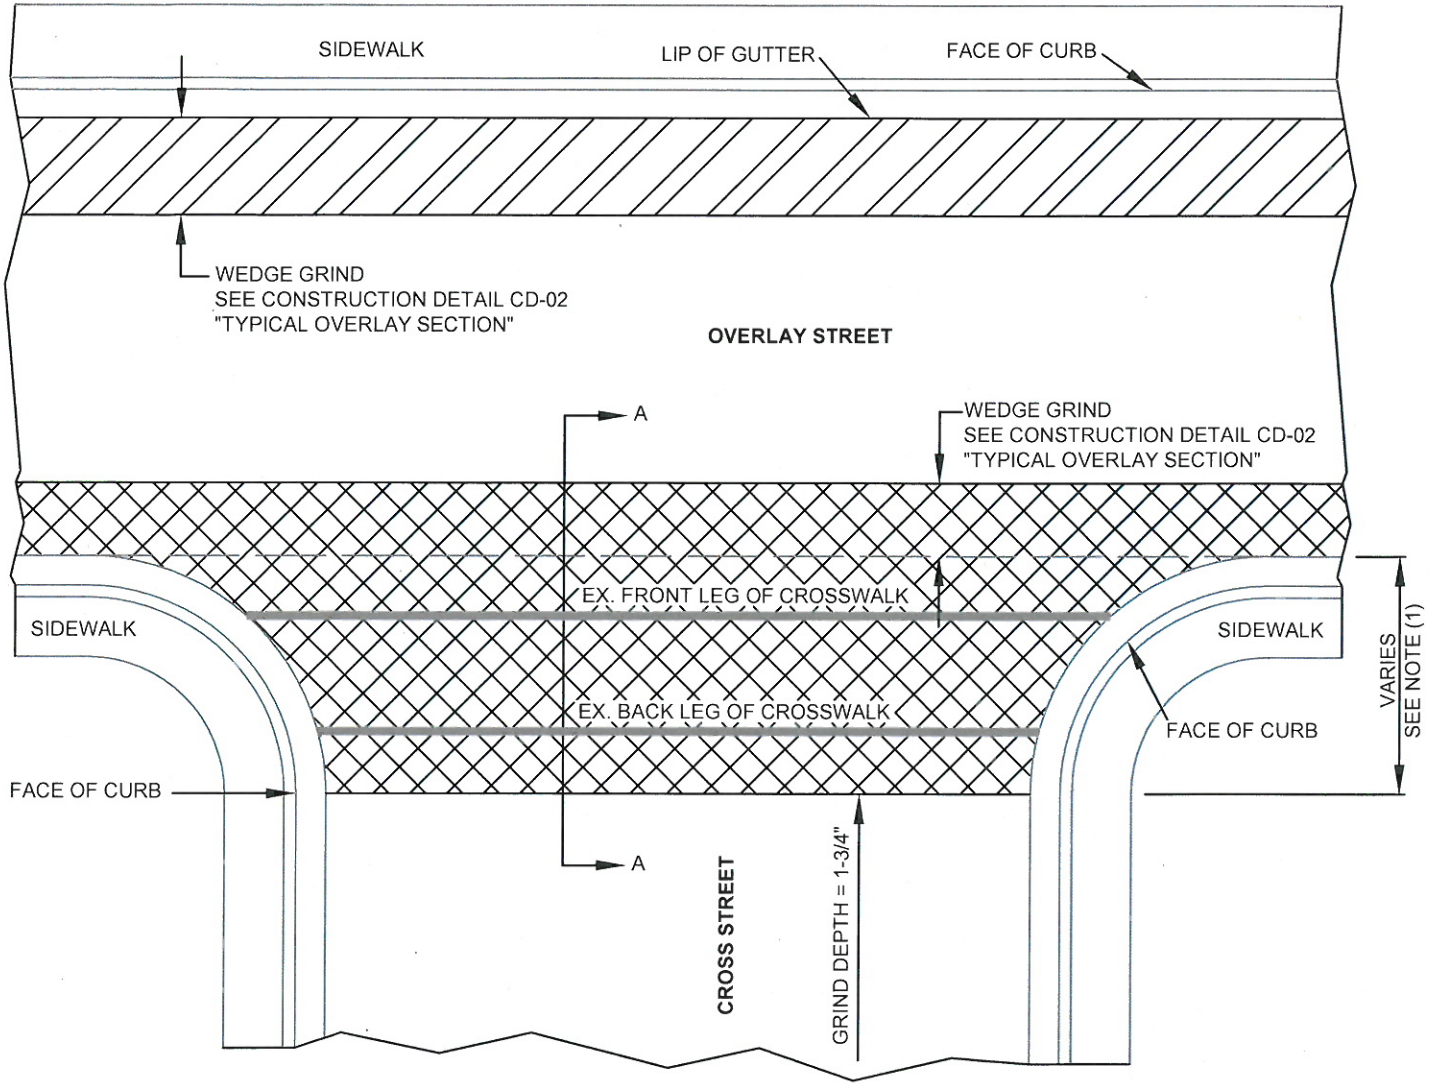 SIDEWALK
LIP OF GUTTER
FACE OF CURB
WEDGE GRIND
SEE CONSTRUCTION DETAIL CD-02
"TYPICAL OVERLAY SECTION"
OVERLAY STREET
A
WEDGE GRIND
SEE CONSTRUCTION DETAIL CD-02
"TYPICAL OVERLAY SECTION"
EX. FRONT LEG OF CROSSWALK
SIDEWALK
SIDEWALK
VARIES
SEE NOTE (1)
EX. BACK LEG OF CROSSWALK
FACE OF CURB
FACE OF CURB
A
CROSS STREET
GRIND DEPTH = 1-3/4"